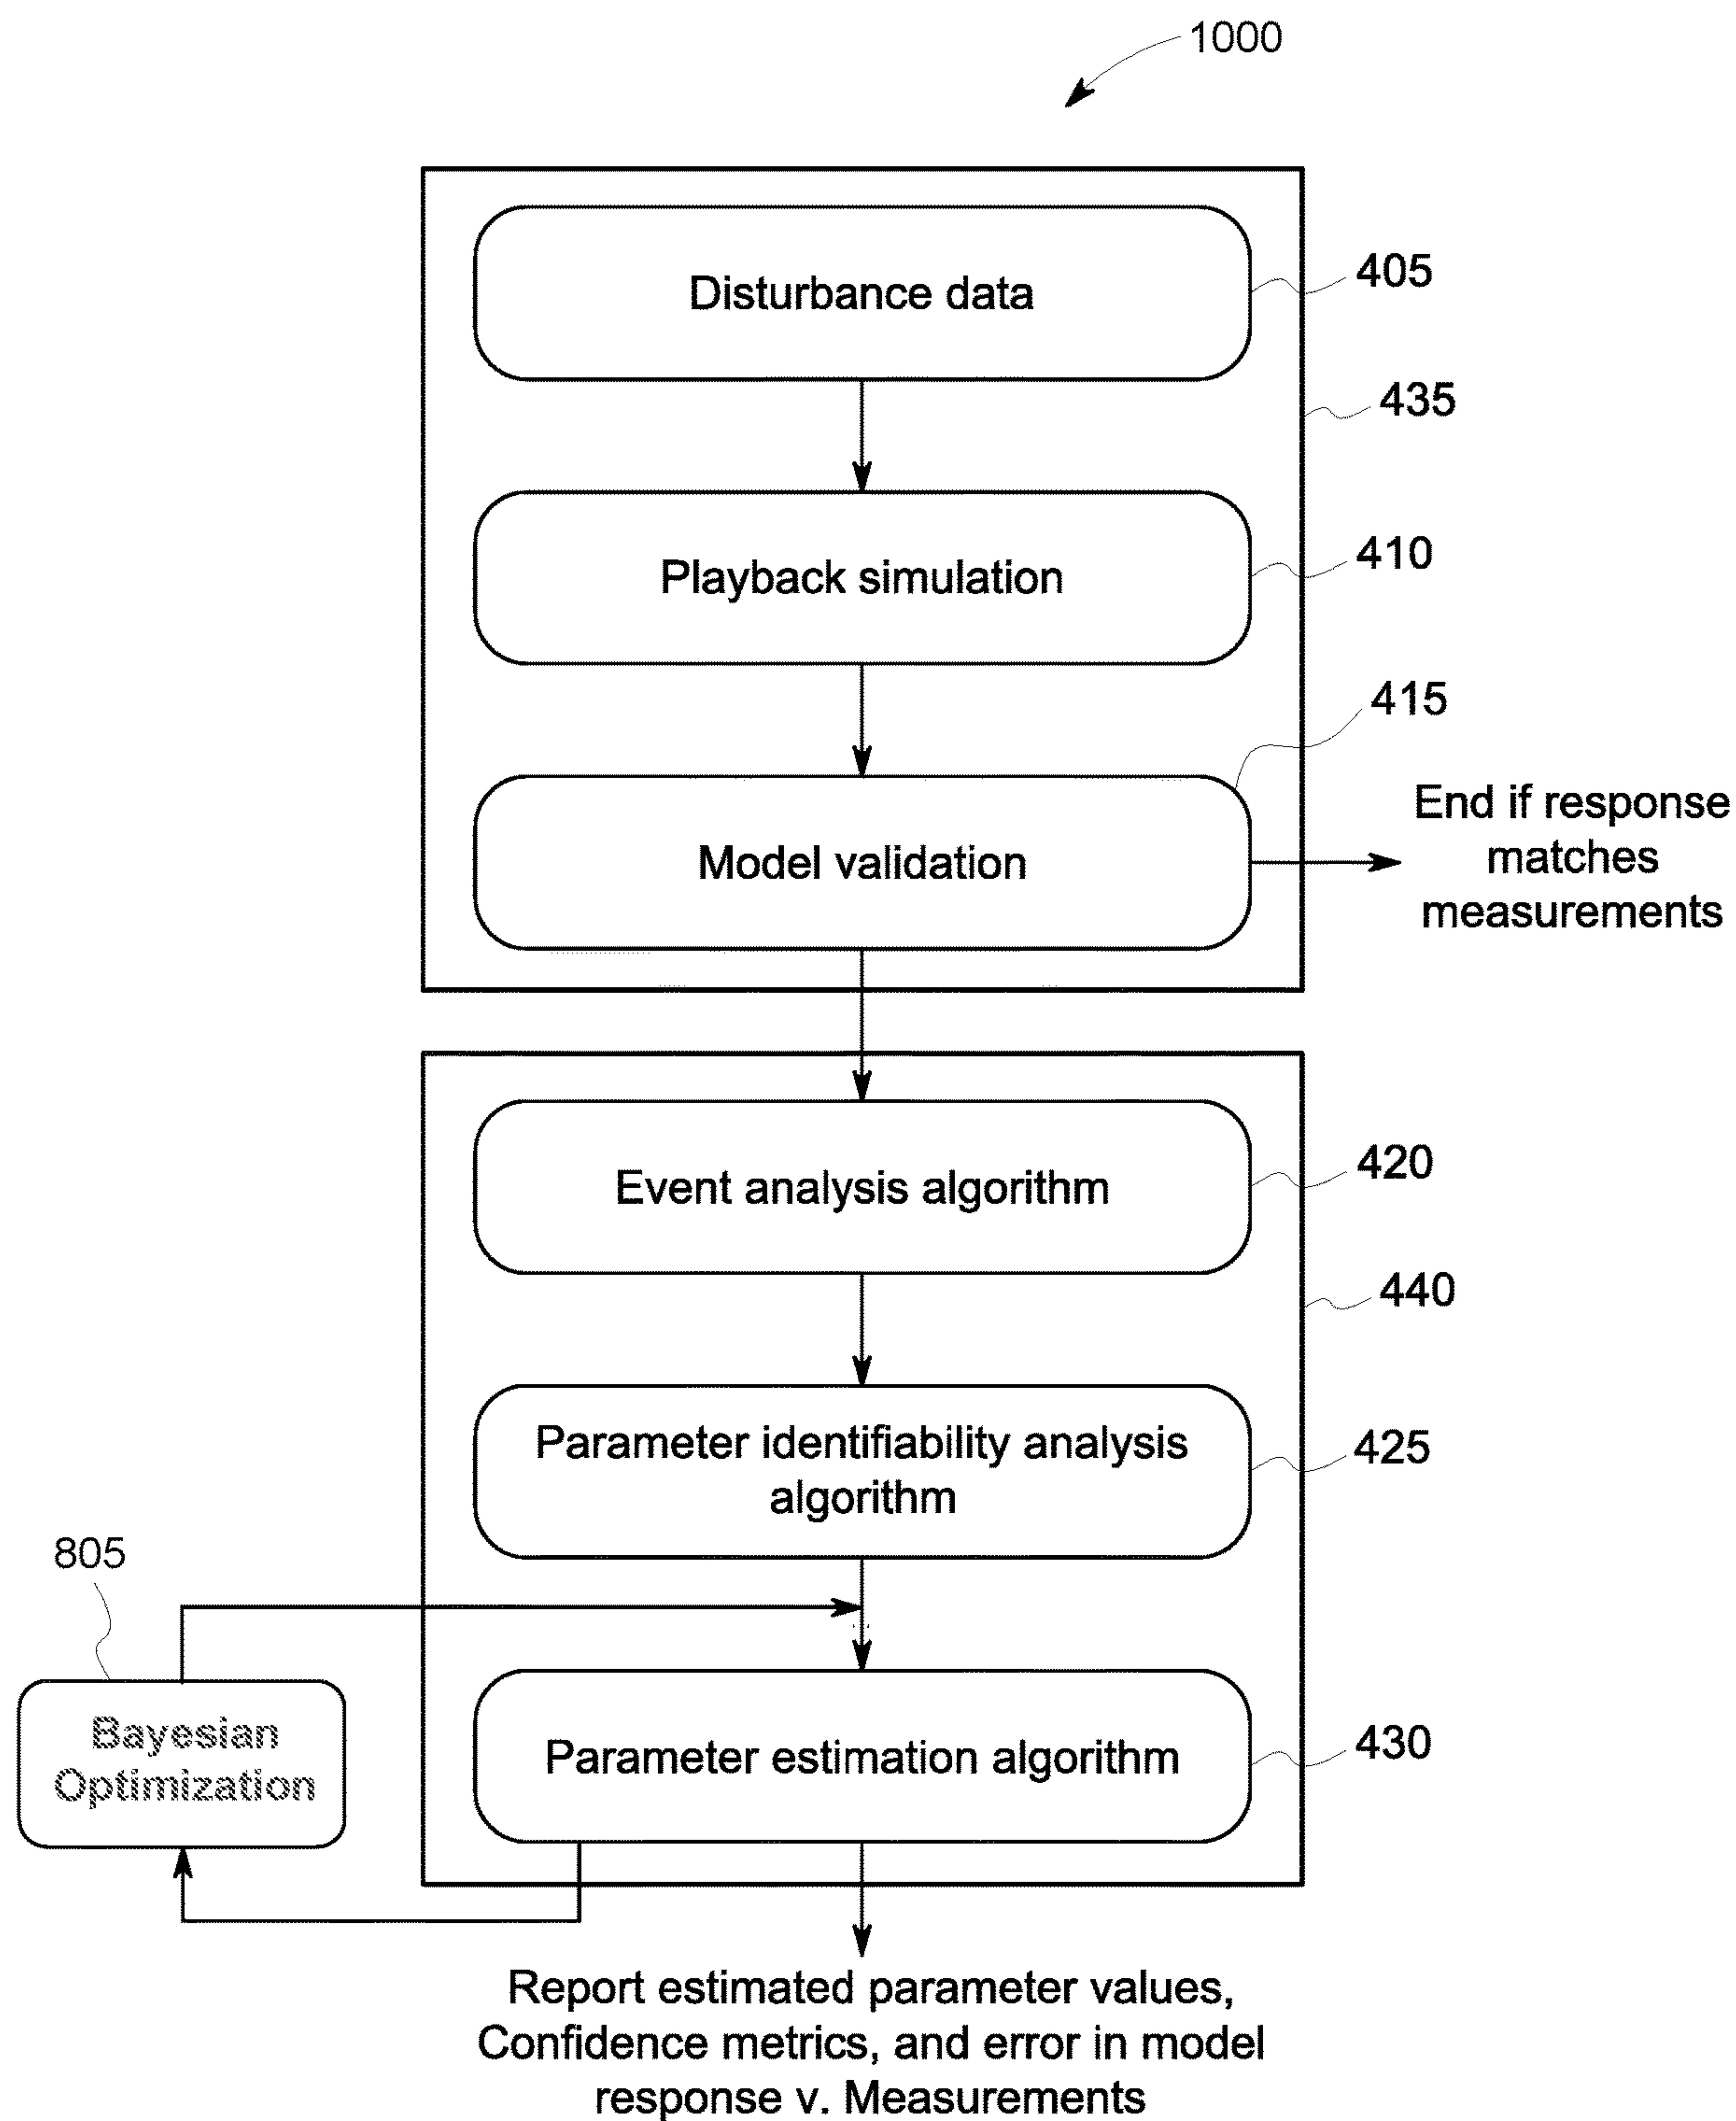 1000
Disturbance data
405
435
Playback simulation
410
415
Model validation
End if response
matches
measurements
Event analysis algorithm
420
440
Parameter identifiability analysis
algorithm
425
805
Bayesian
Optimization
Parameter estimation algorithm
430
Report estimated parameter values,
Confidence metrics, and error in model
response v. Measurements